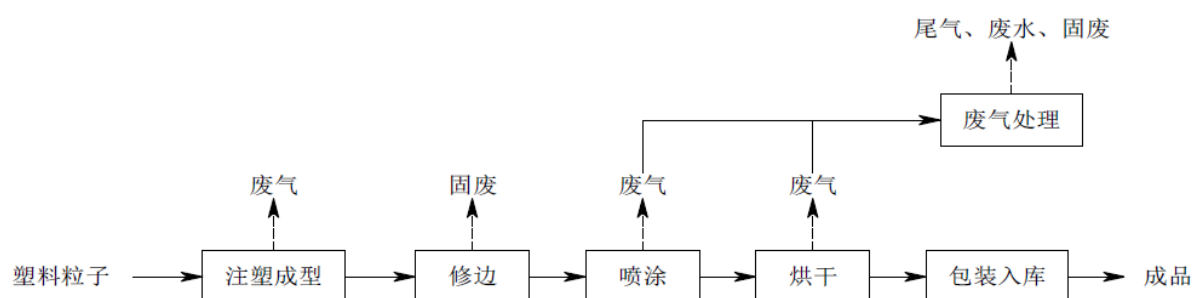 尾气、废水、固废
废气处理
废气
固废
废气
废气
塑料粒子
注塑成型
修边
喷涂
烘干
包装入库
成品